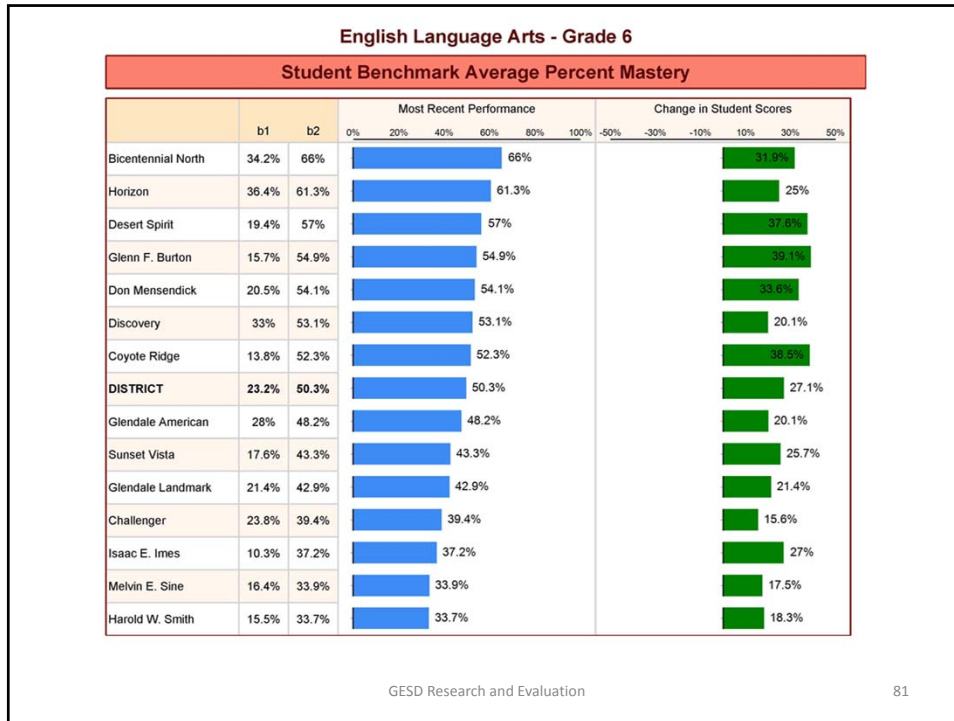 English Language Arts - Grade 6
Student Benchmark Average Percent Mastery
b1 b2 Most Recent Performance Change in Student Scores
0% 20% 40% 60% 80% 100% -50% -30% -10% 10% 30% 50%
Bicentennial North 34.2% 66% 66% 31.9%
Horizon 36.4% 61.3% 61.3% 25%
Desert Spirit 19.4% 57% 57% 37.6%
Glenn F. Burton 15.7% 54.9% 54.9% 39.1%
Don Mensendick 20.5% 54.1% 54.1% 33.6%
Discovery 33% 53.1% 53.1% 20.1%
Coyote Ridge 13.8% 52.3% 52.3% 38.5%
DISTRICT 23.2% 50.3% 50.3% 27.1%
Glendale American 28% 48.2% 48.2% 20.1%
Sunset Vista 17.6% 43.3% 43.3% 25.7%
Glendale Landmark 21.4% 42.9% 42.9% 21.4%
Challenger 23.8% 39.4% 39.4% 15.6%
Isaac E. Imes 10.3% 37.2% 37.2% 27%
Melvin E. Sine 16.4% 33.9% 33.9% 17.5%
Harold W. Smith 15.5% 33.7% 33.7% 18.3%
GESD Research and Evaluation 81